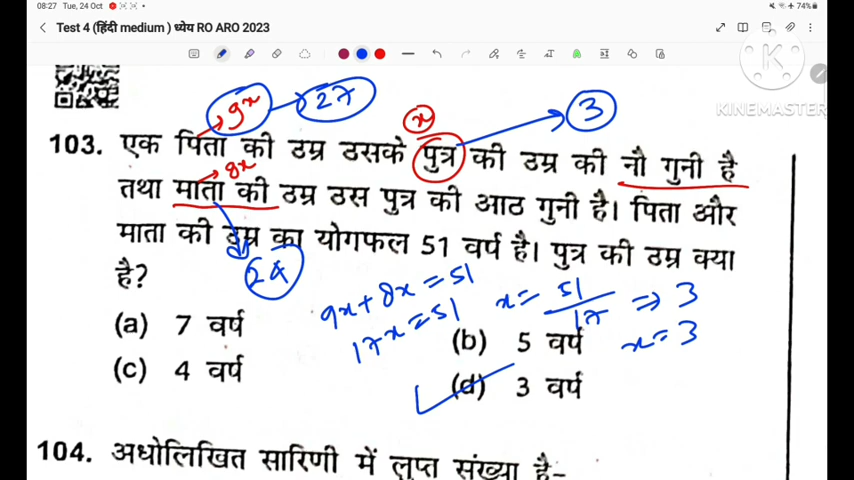 08:27 Tue, 24 Oct
74%
Test 4 (हिंदी medium ) ध्येय RO ARO 2023
K
KINEMASTER
9x → 27
x
3
103. एक पिता की उम्र उसके पुत्र की उम्र की नौ गुनी है
8x
तथा माता की उम्र उस पुत्र की आठ गुनी है। पिता और
माता की उम्र का योगफल 51 वर्ष है। पुत्र की उम्र क्या
है?
24
9x + 8x = 51
17x = 51
x = 51/17 ⇒ 3
x = 3
(a) 7 वर्ष
(b) 5 वर्ष
(c) 4 वर्ष
(d) 3 वर्ष
104. अधोलिखित सारिणी में लुप्त संख्या है-